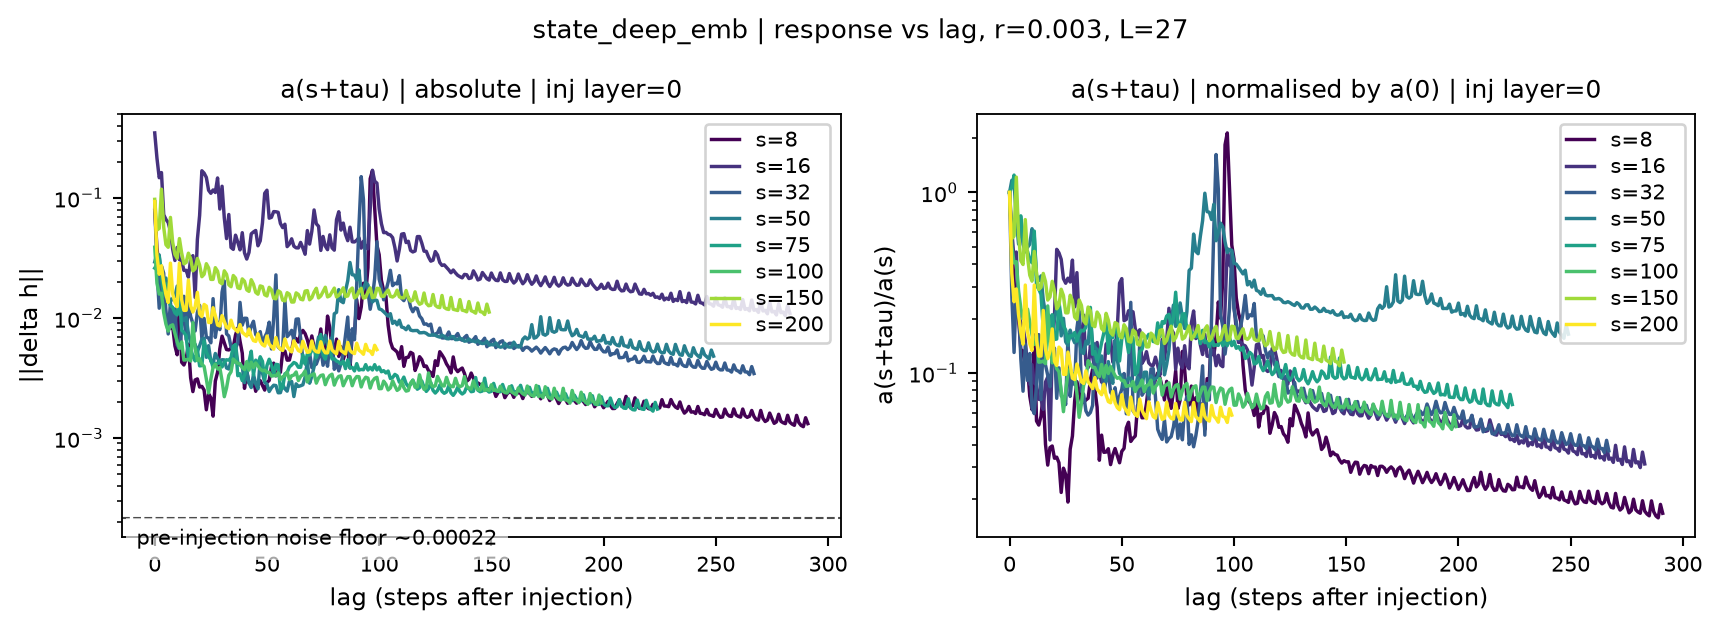 state_deep_emb | response vs lag, r=0.003, L=27
a(s+tau) | absolute | inj layer=0
||delta h||
10⁻¹
10⁻²
10⁻³
s=8
s=16
s=32
s=50
s=75
s=100
s=150
s=200
pre-injection noise floor ~0.00022
0 50 100 150 200 250 300
lag (steps after injection)
a(s+tau) | normalised by a(0) | inj layer=0
a(s+tau)/a(s)
10⁰
10⁻¹
s=8
s=16
s=32
s=50
s=75
s=100
s=150
s=200
0 50 100 150 200 250 300
lag (steps after injection)